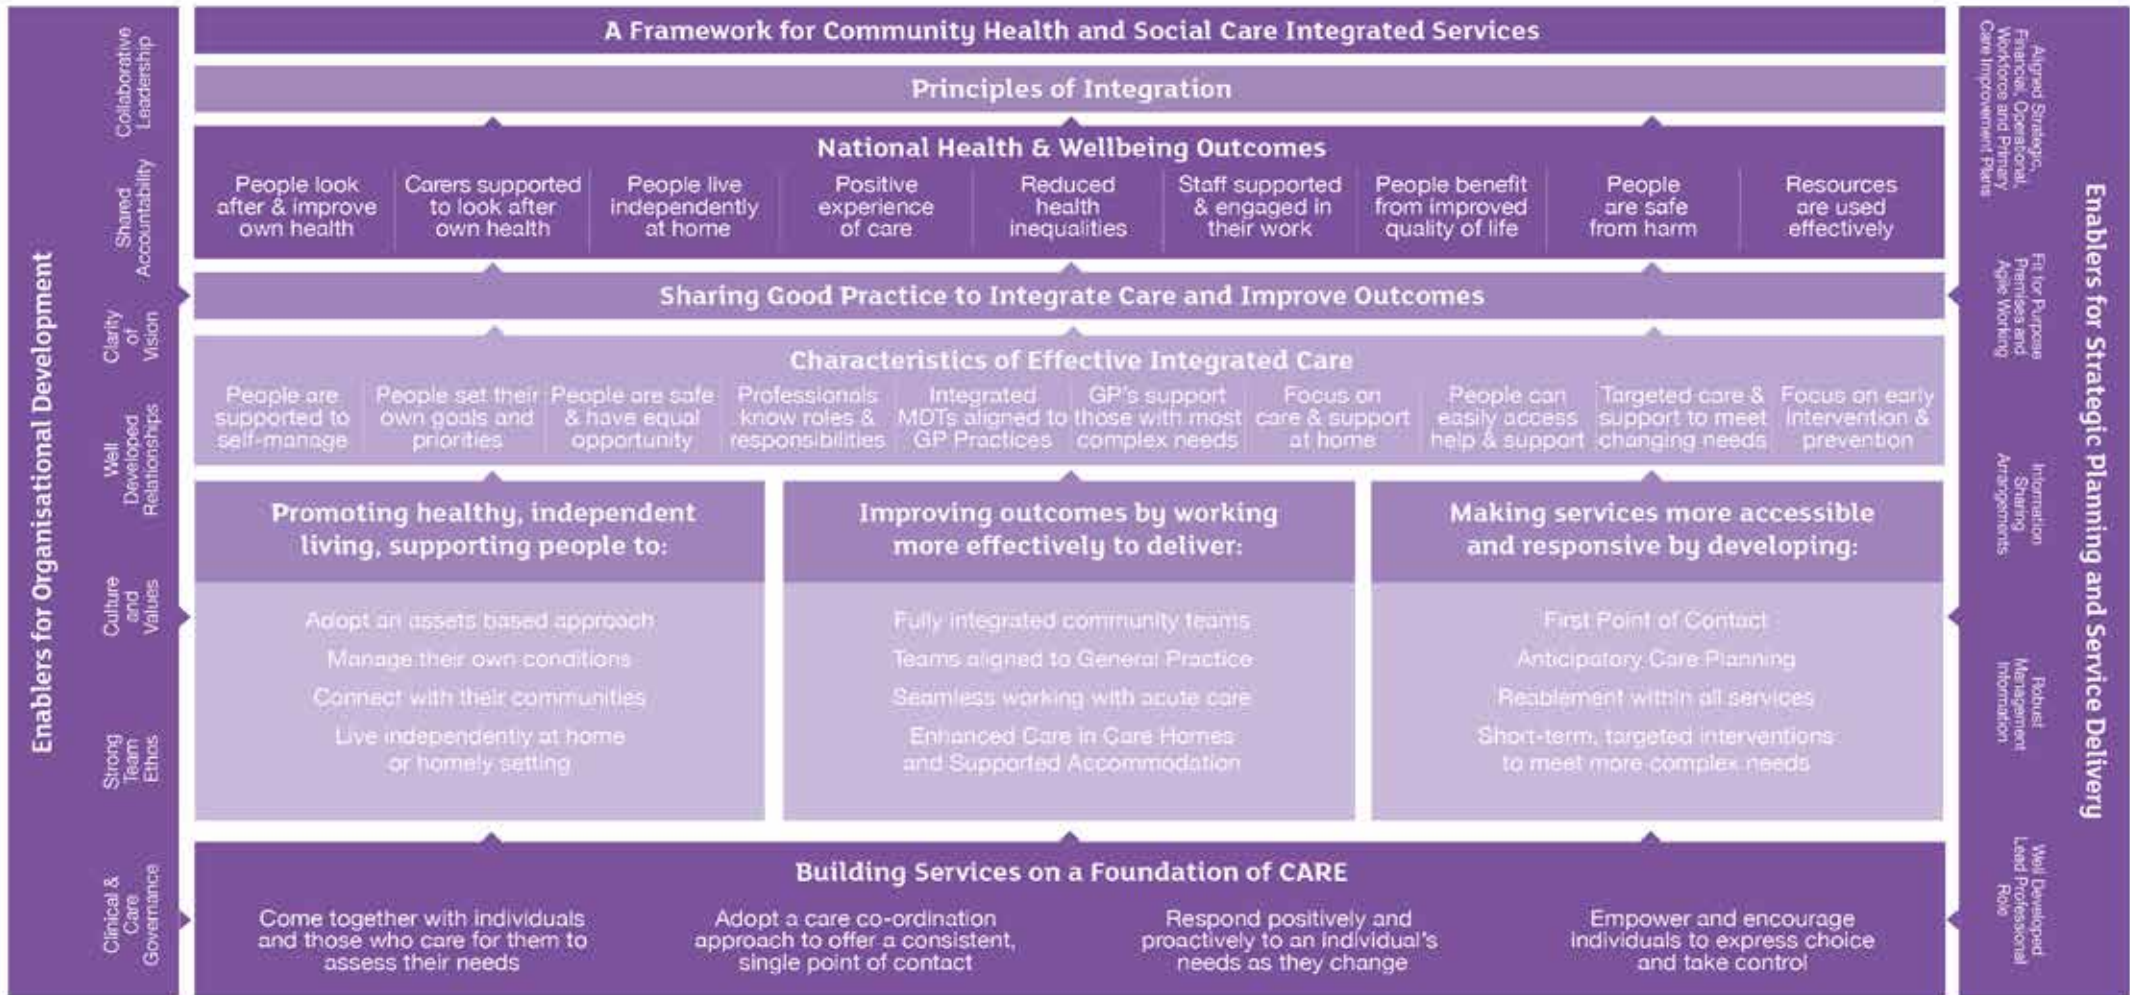 A Framework for Community Health and Social Care Integrated Services
Principles of Integration
National Health & Wellbeing Outcomes
People look
after & improve
own health
Carers supported
to look after
own health
People live
independently
at home
Positive
experience
of care
Reduced
health
inequalities
Staff supported
& engaged in
their work
People benefit
from improved
quality of life
People
are safe
from harm
Resources
are used
effectively
Sharing Good Practice to Integrate Care and Improve Outcomes
Characteristics of Effective Integrated Care
People are
supported to
self-manage
People set their
own goals and
priorities
People are safe
& have equal
opportunity
Professionals
know roles &
responsibilities
Integrated
MDTs aligned to
GP Practices
GP's support
those with most
complex needs
Focus on
care & support
at home
People can
easily access
help & support
Targeted care &
support to meet
changing needs
Focus on early
intervention &
prevention
Promoting healthy, independent
living, supporting people to:
Adopt an assets based approach
Manage their own conditions
Connect with their communities
Live independently at home
or homely setting
Improving outcomes by working
more effectively to deliver:
Fully integrated community teams
Teams aligned to General Practice
Seamless working with acute care
Enhanced Care in Care Homes
and Supported Accommodation
Making services more accessible
and responsive by developing:
First Point of Contact
Anticipatory Care Planning
Reablement within all services
Short-term, targeted interventions
to meet more complex needs
Building Services on a Foundation of CARE
Come together with individuals
and those who care for them to
assess their needs
Adopt a care co-ordination
approach to offer a consistent,
single point of contact
Respond positively and
proactively to an individual's
needs as they change
Empower and encourage
individuals to express choice
and take control
Enablers for Organisational Development
Collaborative
Leadership
Shared
Accountability
Clarity
of
Vision
Well
Developed
Relationships
Culture
and
Values
Strong
Team
Ethos
Clinical &
Care
Governance
Enablers for Strategic Planning and Service Delivery
Aligned Strategic,
Financial, Operational,
Workforce and Primary
Care Improvement Plans
Fit for Purpose
Premises and
Agile Working
Information
Sharing
Arrangements
Robust
Management
Information
Well Developed
Lead Professional
Role